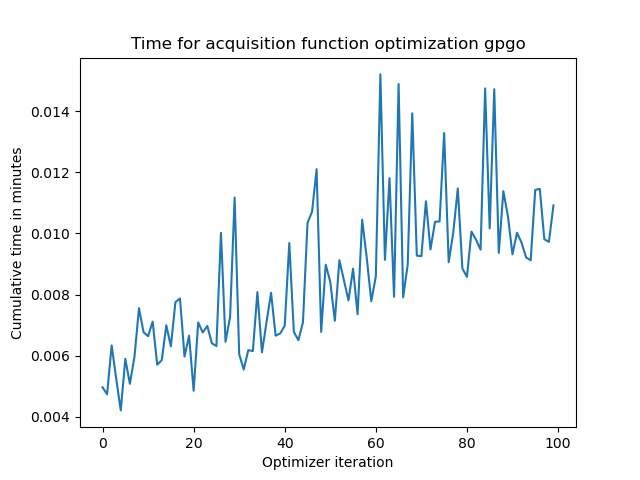 Time for acquisition function optimization gpgo
0.014
0.012
0.010
0.008
0.006
0.004
Cumulative time in minutes
0 20 40 60 80 100
Optimizer iteration